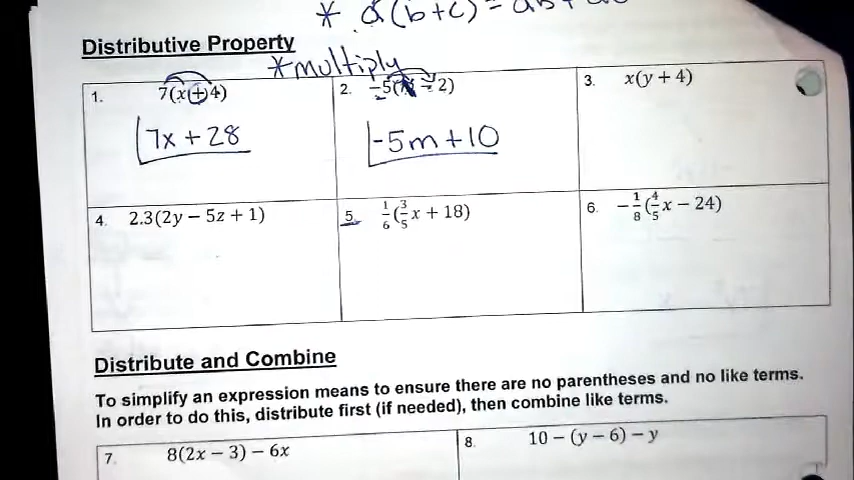 * a(b+c) = ab +
Distributive Property
*multiply
1. 7(x + 4)
7x + 28
2. -5( - 2)
-5m + 10
3. x(y + 4)
4. 2.3(2y − 5z + 1)
5. 1/6(3/5x + 18)
6. −1/8(4/5x − 24)
Distribute and Combine
To simplify an expression means to ensure there are no parentheses and no like terms.
In order to do this, distribute first (if needed), then combine like terms.
7. 8(2x − 3) − 6x
8. 10 − (y − 6) − y